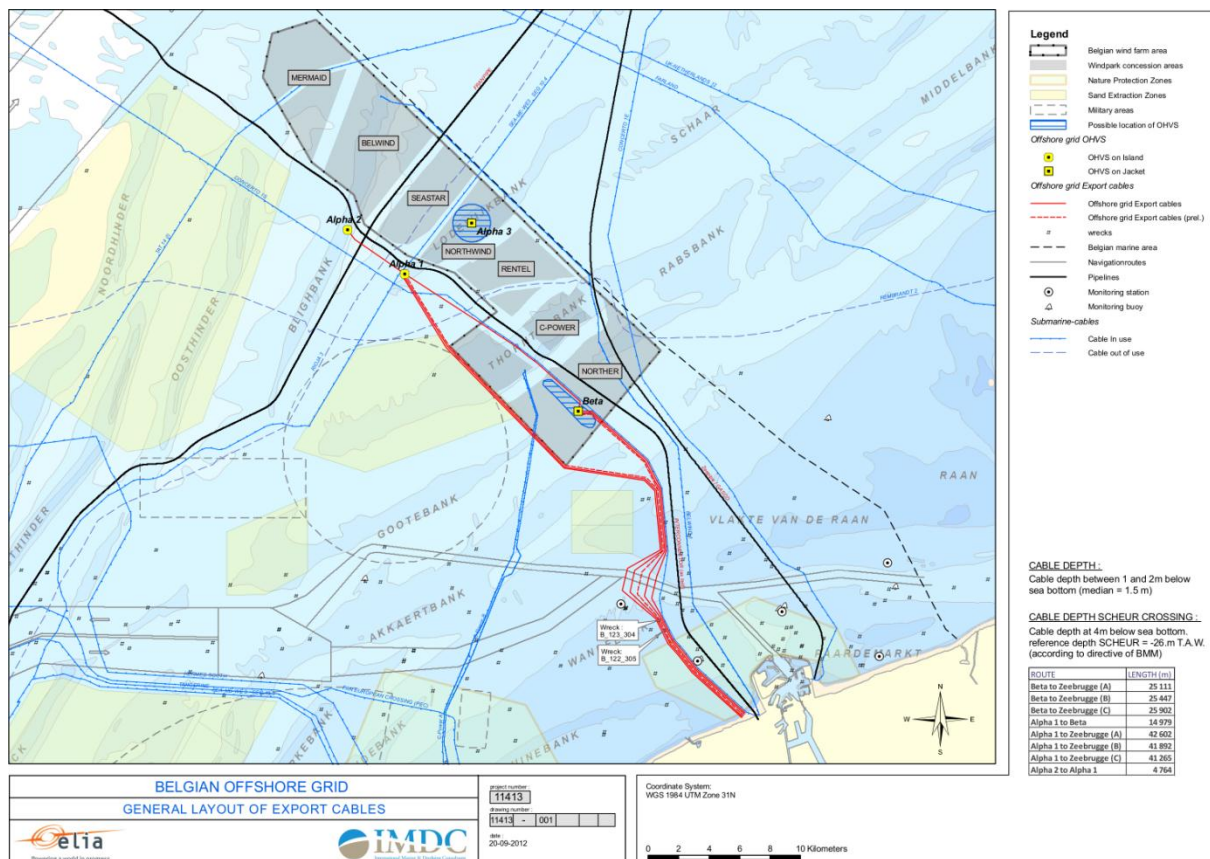 MERMAID
BELWIND
SEASTAR
Alpha 2
Alpha 3
NORTHWIND
Alpha 1
RENTEL
C-POWER
NORTHER
Beta
NOORDHINDER
OOSTHINDER
BLIGHBANK
SCHAAR
MIDDELBANK
RABSBANK
GOOTEBANK
AKKAERTBANK
VLAKTE VAN DE RAAN
RAAN
PAARDEMARKT
CONCERTO 1S
REMBRANDT 2
UK-NETHERLANDS 12
FARLAND
Wreck :
B_123_304
Wreck:
B_122_305
N
W
E
S
Legend
Belgian wind farm area
Windpark concession areas
Nature Protection Zones
Sand Extraction Zones
Military areas
Possible location of OHVS
Offshore grid OHVS
OHVS on Island
OHVS on Jacket
Offshore grid Export cables
Offshore grid Export cables
Offshore grid Export cables (prel.)
wrecks
Belgian marine area
Navigationroutes
Pipelines
Monitoring station
Monitoring buoy
Submarine-cables
Cable In use
Cable out of use
CABLE DEPTH :
Cable depth between 1 and 2m below
sea bottom (median = 1.5 m)
CABLE DEPTH SCHEUR CROSSING :
Cable depth at 4m below sea bottom.
reference depth SCHEUR = -26.m T.A.W.
(according to directive of BMM)
ROUTE LENGTH (m)
Beta to Zeebrugge (A) 25 111
Beta to Zeebrugge (B) 25 447
Beta to Zeebrugge (C) 25 902
Alpha 1 to Beta 14 979
Alpha 1 to Zeebrugge (A) 42 602
Alpha 1 to Zeebrugge (B) 41 892
Alpha 1 to Zeebrugge (C) 41 265
Alpha 2 to Alpha 1 4 764
BELGIAN OFFSHORE GRID
GENERAL LAYOUT OF EXPORT CABLES
elia
IMDC
project number :
11413
drawing number :
11413 - 001
date :
20-09-2012
Coordinate System:
WGS 1984 UTM Zone 31N
0 2 4 6 8 10 Kilometers